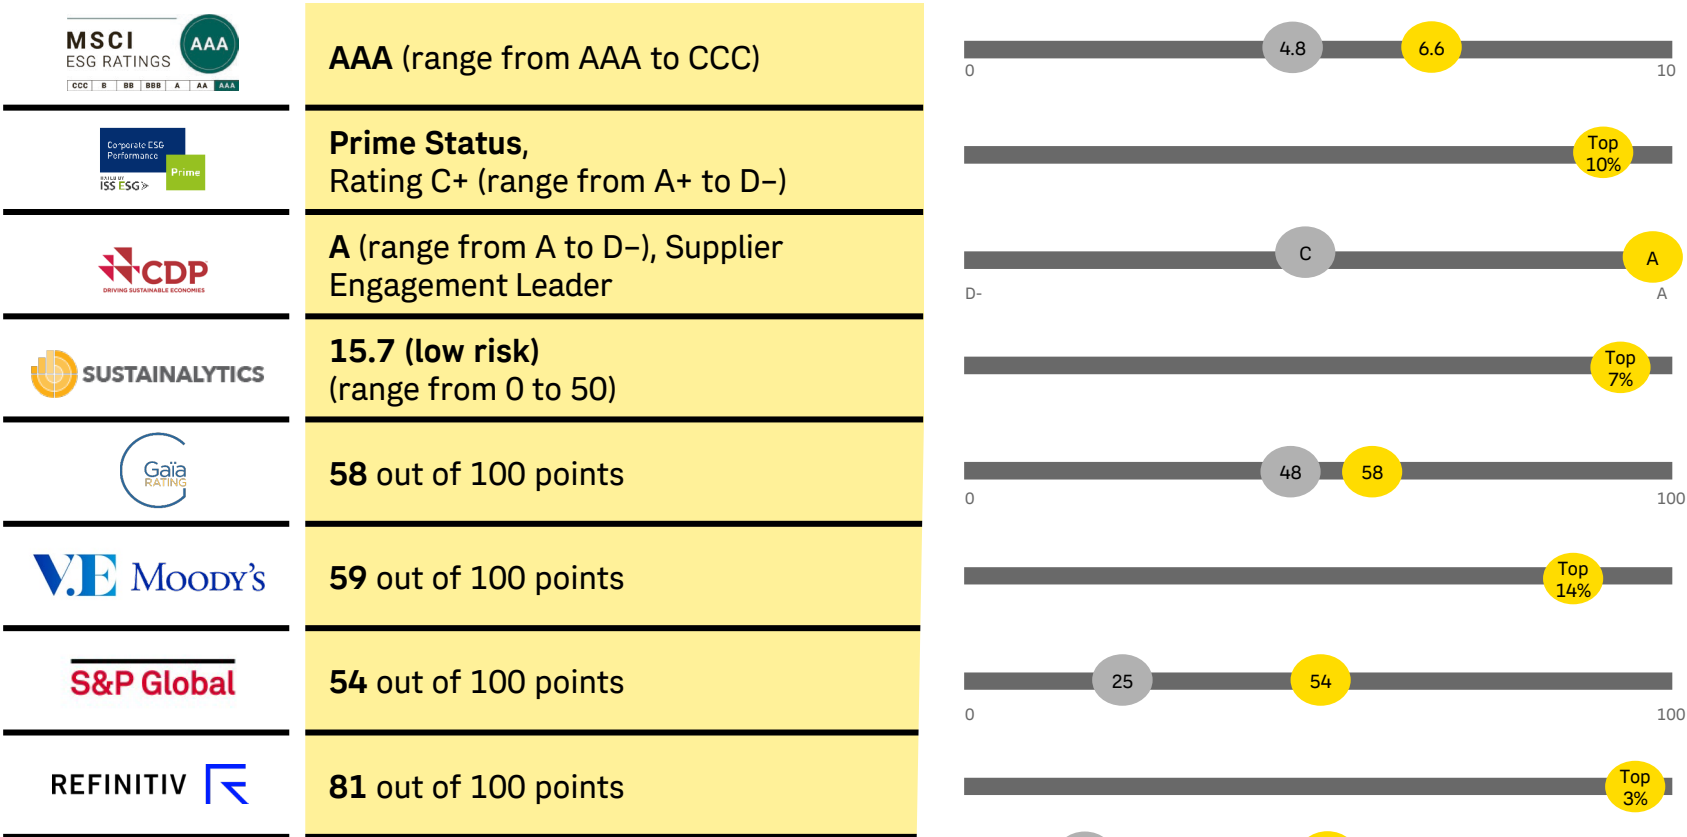 MSCI
ESG RATINGS
AAA
CCC B BB BBB A AA AAA
AAA (range from AAA to CCC)
4.8 6.6
0 10
Corporate ESG
Performance
Prime
RATED BY
ISS ESG
Prime Status,
Rating C+ (range from A+ to D–)
Top
10%
CDP
DRIVING SUSTAINABLE ECONOMIES
A (range from A to D–), Supplier
Engagement Leader
C A
D- A
SUSTAINALYTICS
15.7 (low risk)
(range from 0 to 50)
Top
7%
Gaïa
RATING
58 out of 100 points
48 58
0 100
V.E MOODY'S
59 out of 100 points
Top
14%
S&P Global
54 out of 100 points
25 54
0 100
REFINITIV
81 out of 100 points
Top
3%